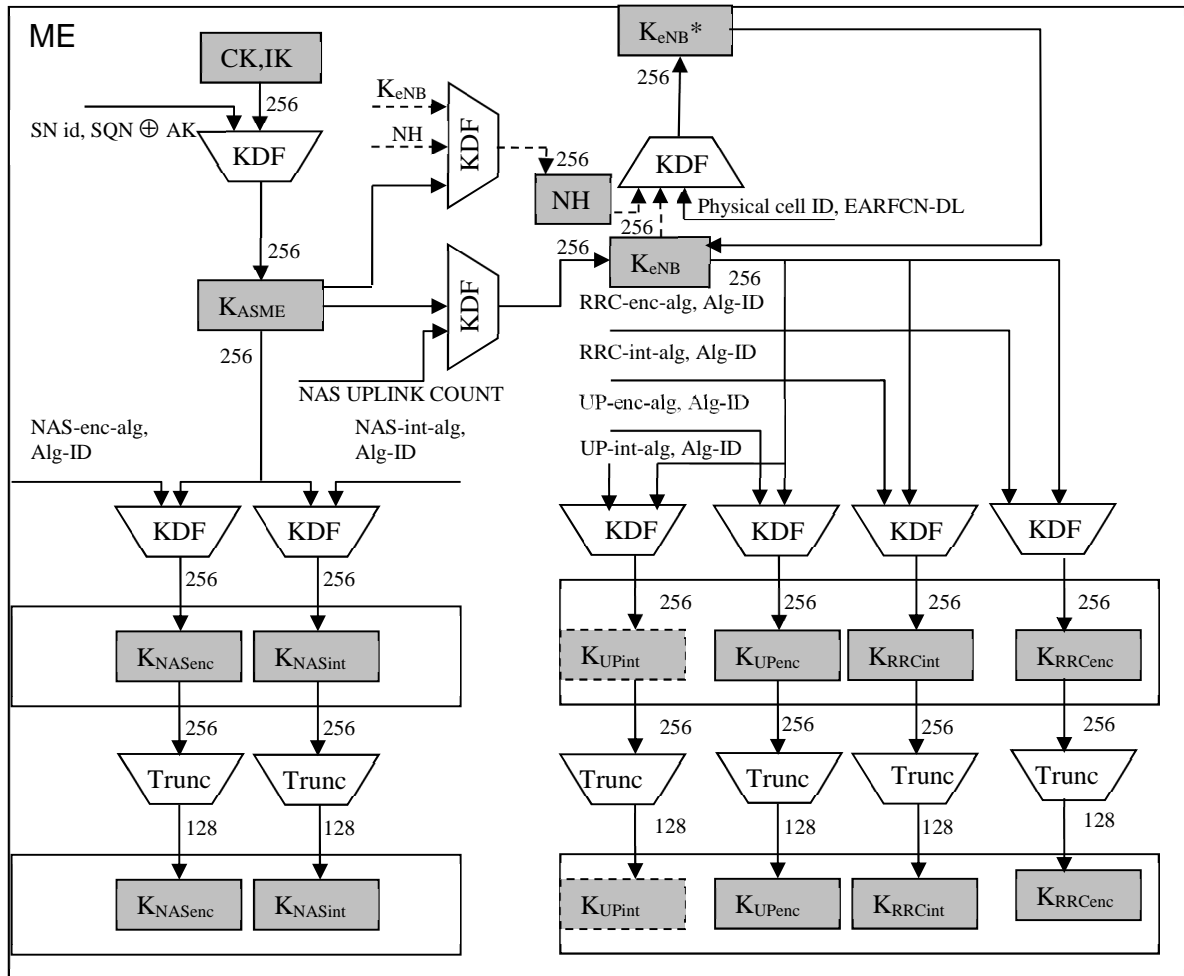 ME
K_eNB*
CK,IK
256
256
K_eNB
SN id, SQN ⊕ AK
NH
KDF
KDF
256
KDF
NH
Physical cell ID, EARFCN-DL
256
256
256
K_eNB
256
K_ASME
KDF
RRC-enc-alg, Alg-ID
256
RRC-int-alg, Alg-ID
NAS UPLINK COUNT
UP-enc-alg, Alg-ID
NAS-enc-alg,
Alg-ID
NAS-int-alg,
Alg-ID
UP-int-alg, Alg-ID
KDF KDF KDF KDF KDF KDF
256 256 256 256 256 256
K_NASenc K_NASint K_UPint K_UPenc K_RRCint K_RRCenc
256 256 256 256 256 256
Trunc Trunc Trunc Trunc Trunc Trunc
128 128 128 128 128 128
K_NASenc K_NASint K_UPint K_UPenc K_RRCint K_RRCenc